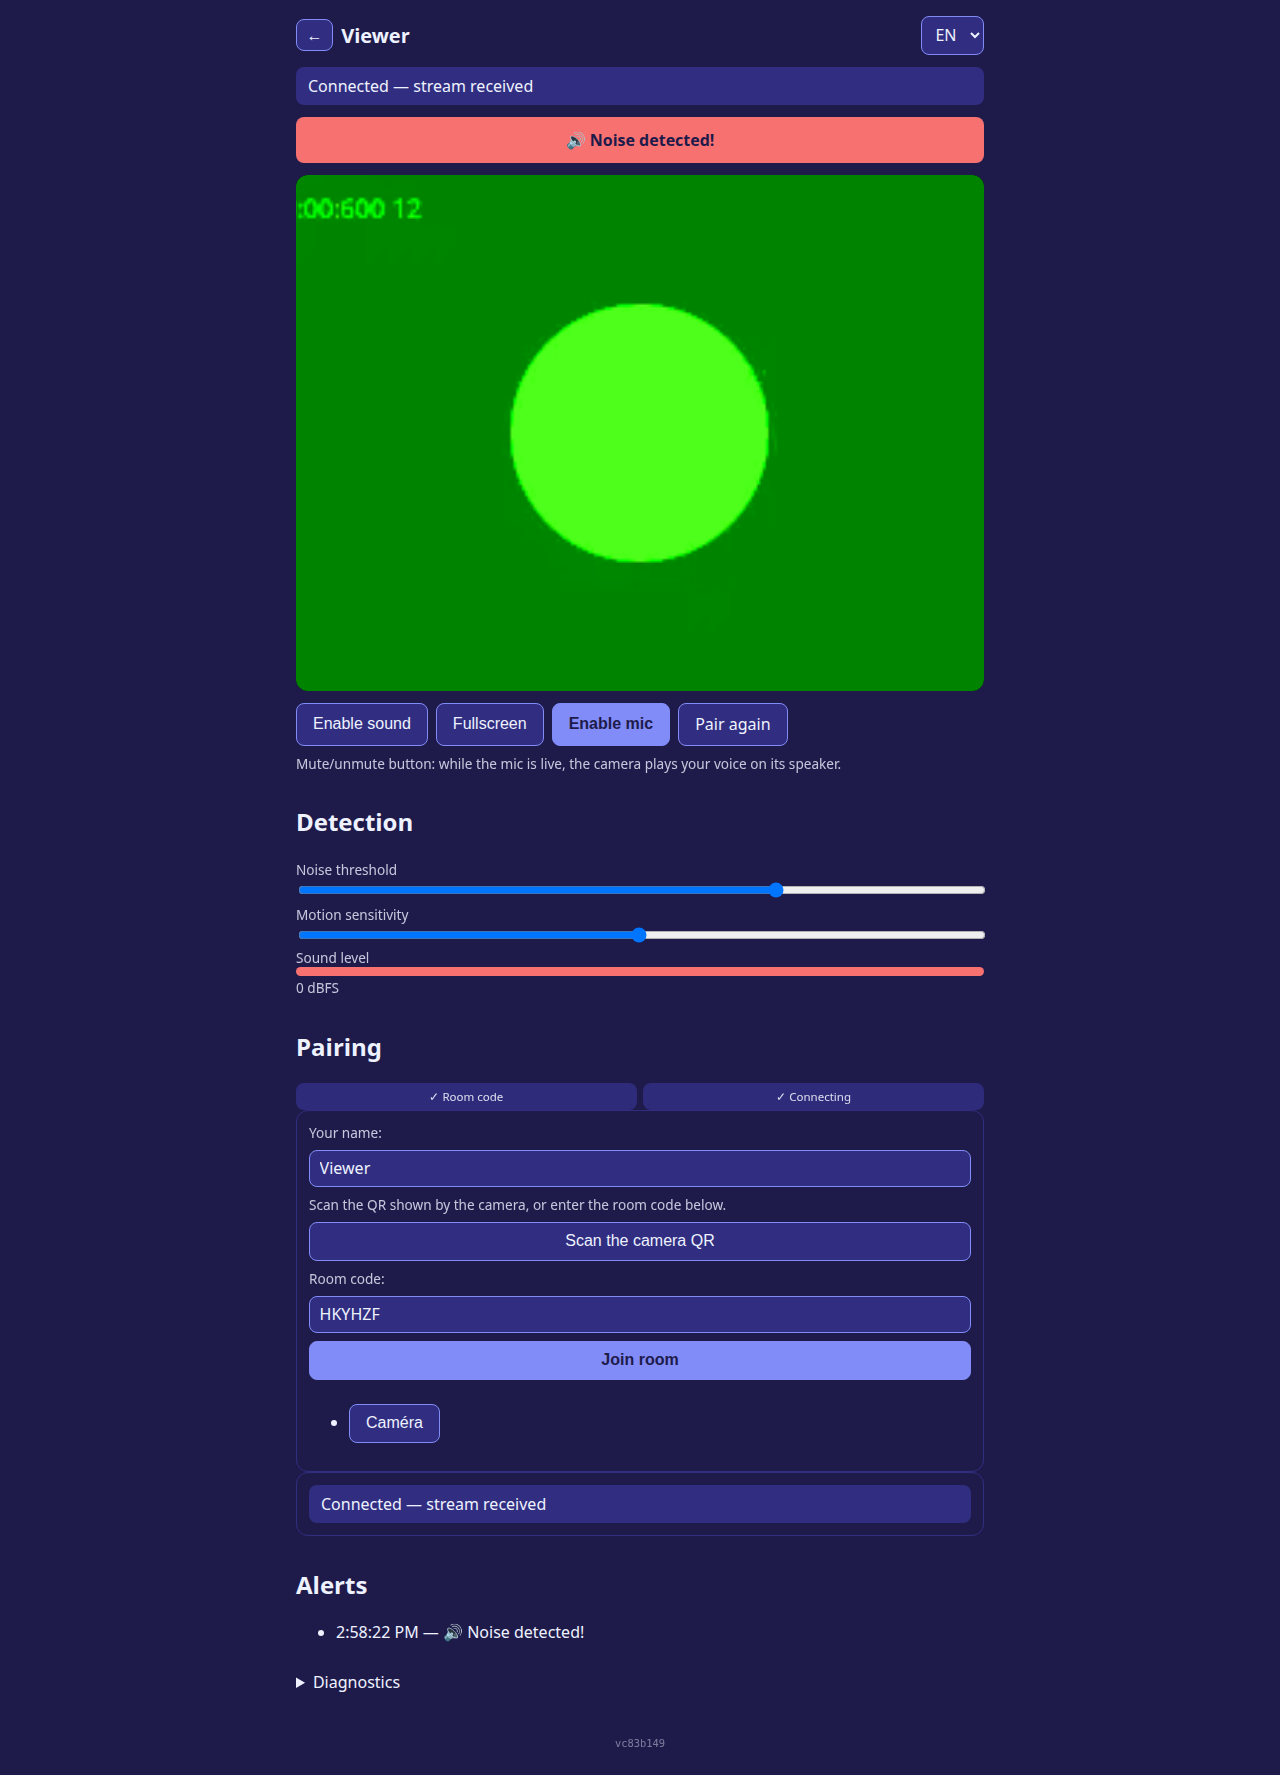 ← Viewer EN
Connected — stream received
🔊 Noise detected!
:00:600 12
Enable sound Fullscreen Enable mic Pair again
Mute/unmute button: while the mic is live, the camera plays your voice on its speaker.
Detection
Noise threshold
Motion sensitivity
Sound level
0 dBFS
Pairing
✓ Room code ✓ Connecting
Your name:
Viewer
Scan the QR shown by the camera, or enter the room code below.
Scan the camera QR
Room code:
HKYHZF
Join room
• Caméra
Connected — stream received
Alerts
• 2:58:22 PM — 🔊 Noise detected!
▶ Diagnostics
vc83b149